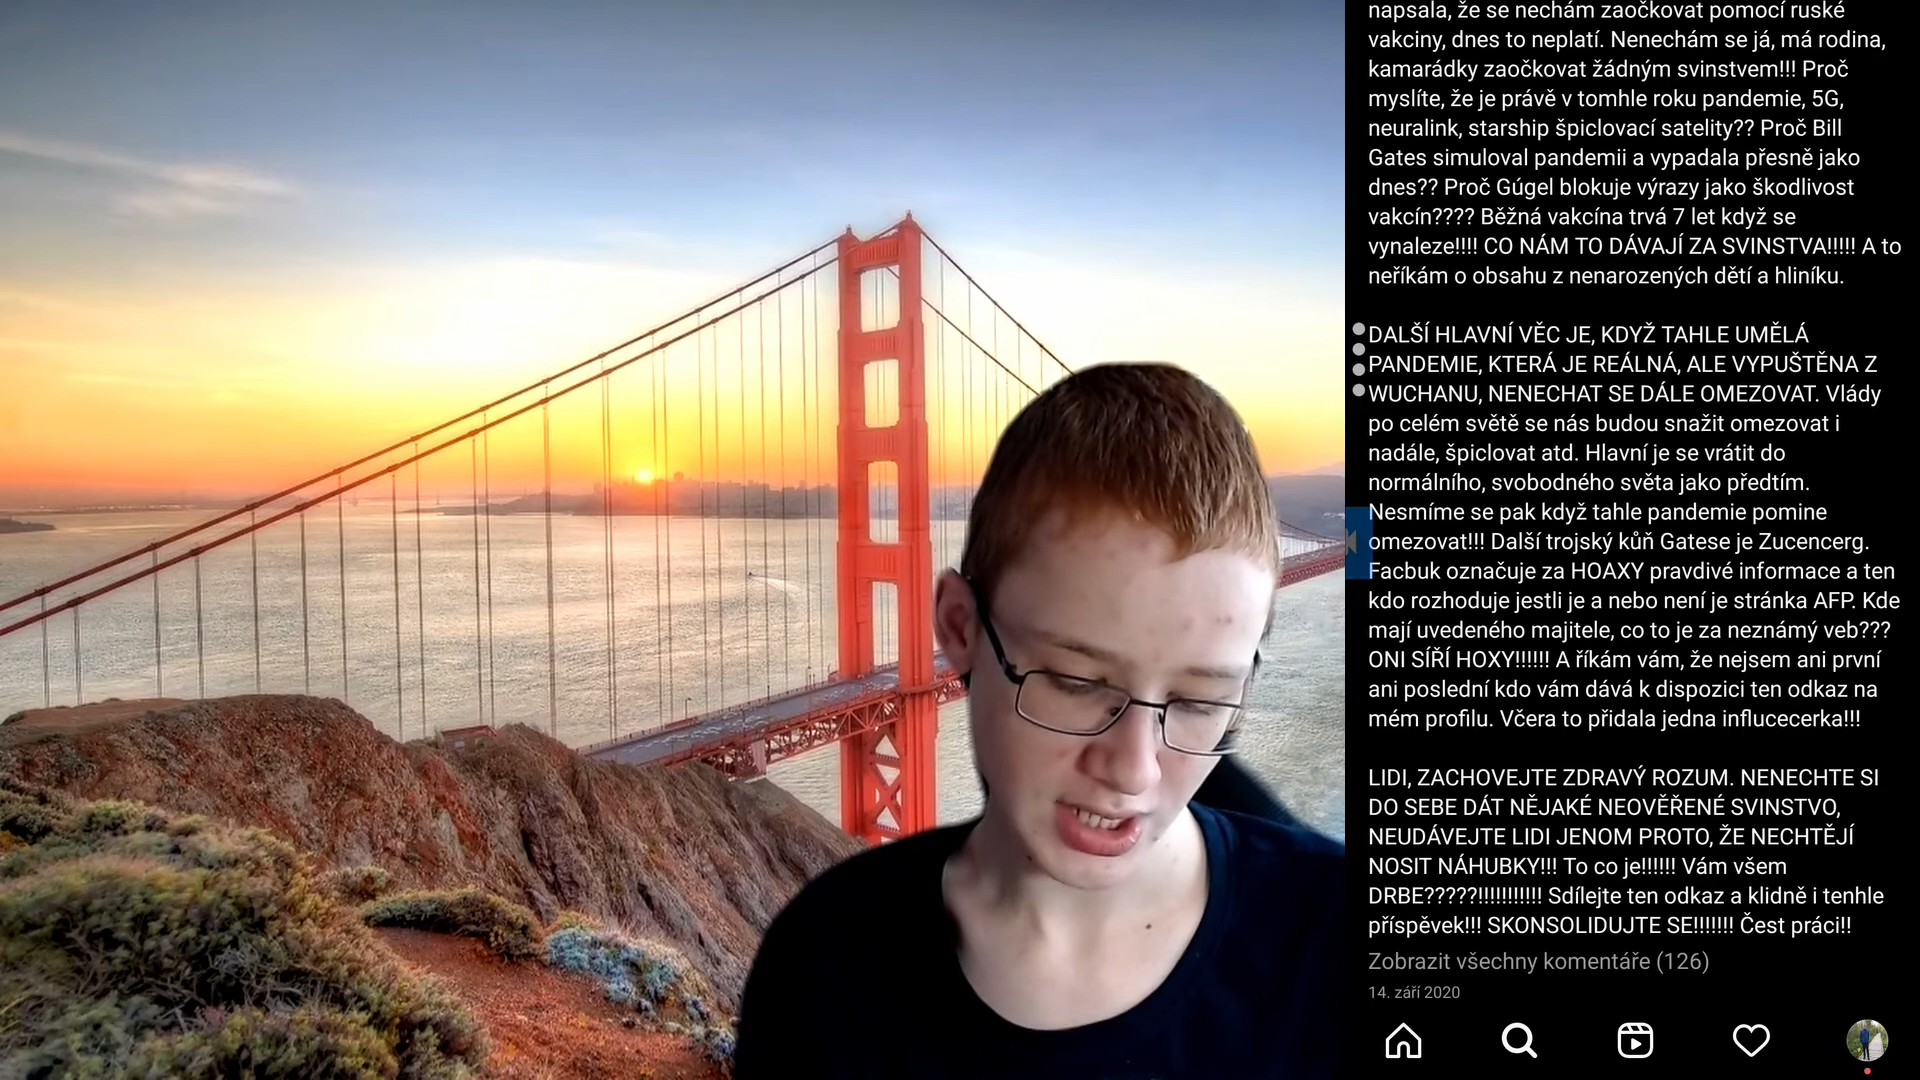 napsala, že se nechám zaočkovat pomocí ruské
vakciny, dnes to neplatí. Nenechám se já, má rodina,
kamarádky zaočkovat žádným svinstvem!!! Proč
myslíte, že je právě v tomhle roku pandemie, 5G,
neuralink, starship špiclovací satelity?? Proč Bill
Gates simuloval pandemii a vypadala přesně jako
dnes?? Proč Gúgel blokuje výrazy jako škodlivost
vakcín???? Běžná vakcína trvá 7 let když se
vynaleze!!!! CO NÁM TO DÁVAJÍ ZA SVINSTVA!!!!! A to
neříkám o obsahu z nenarozených dětí a hliníku.
DALŠÍ HLAVNÍ VĚC JE, KDYŽ TAHLE UMĚLÁ
PANDEMIE, KTERÁ JE REÁLNÁ, ALE VYPUŠTĚNA Z
WUCHANU, NENECHAT SE DÁLE OMEZOVAT. Vlády
po celém světě se nás budou snažit omezovat i
nadále, špiclovat atd. Hlavní je se vrátit do
normálního, svobodného světa jako předtím.
Nesmíme se pak když tahle pandemie pomine
omezovat!!! Další trojský kůň Gatese je Zucencerg.
Facbuk označuje za HOAXY pravdivé informace a ten
kdo rozhoduje jestli je a nebo není je stránka AFP. Kde
mají uvedeného majitele, co to je za neznámý veb???
ONI SÍŘÍ HOXY!!!!!! A říkám vám, že nejsem ani první
ani poslední kdo vám dává k dispozici ten odkaz na
mém profilu. Včera to přidala jedna influcecerka!!!
LIDI, ZACHOVEJTE ZDRAVÝ ROZUM. NENECHTE SI
DO SEBE DÁT NĚJAKÉ NEOVĚŘENÉ SVINSTVO,
NEUDÁVEJTE LIDI JENOM PROTO, ŽE NECHTĚJÍ
NOSIT NÁHUBKY!!! To co je!!!!!! Vám všem
DRBE?????!!!!!!!!!!! Sdílejte ten odkaz a klidně i tenhle
příspěvek!!! SKONSOLIDUJTE SE!!!!!!! Čest práci!!
Zobrazit všechny komentáře (126)
14. září 2020